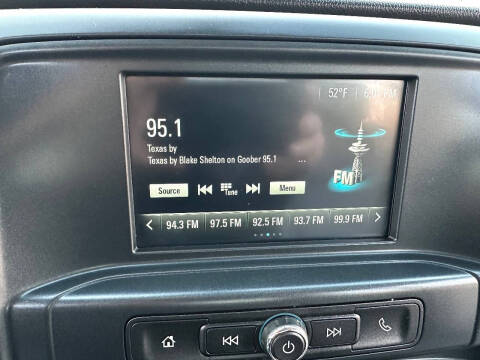 52°F
95.1
Texas by
Texas by Blake Shelton on Goober 95.1 ...
FM
Source Tune Menu
94.3 FM 97.5 FM 92.5 FM 93.7 FM 99.9 FM